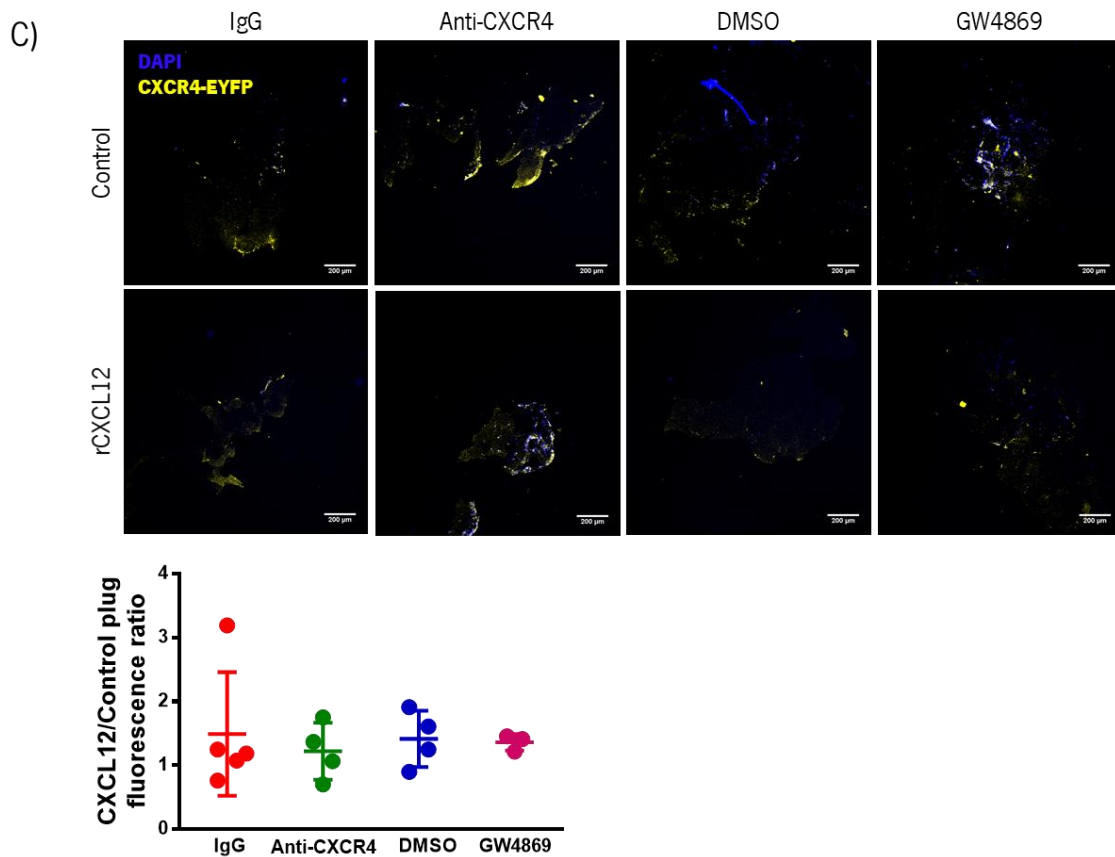 C)
IgG Anti-CXCR4 DMSO GW4869
DAPI
CXCR4-EYFP
Control
200 µm 200 µm 200 µm 200 µm
rCXCL12
200 µm 200 µm 200 µm 200 µm
CXCL12/Control plug
fluorescence ratio
4
3
2
1
0
IgG Anti-CXCR4 DMSO GW4869